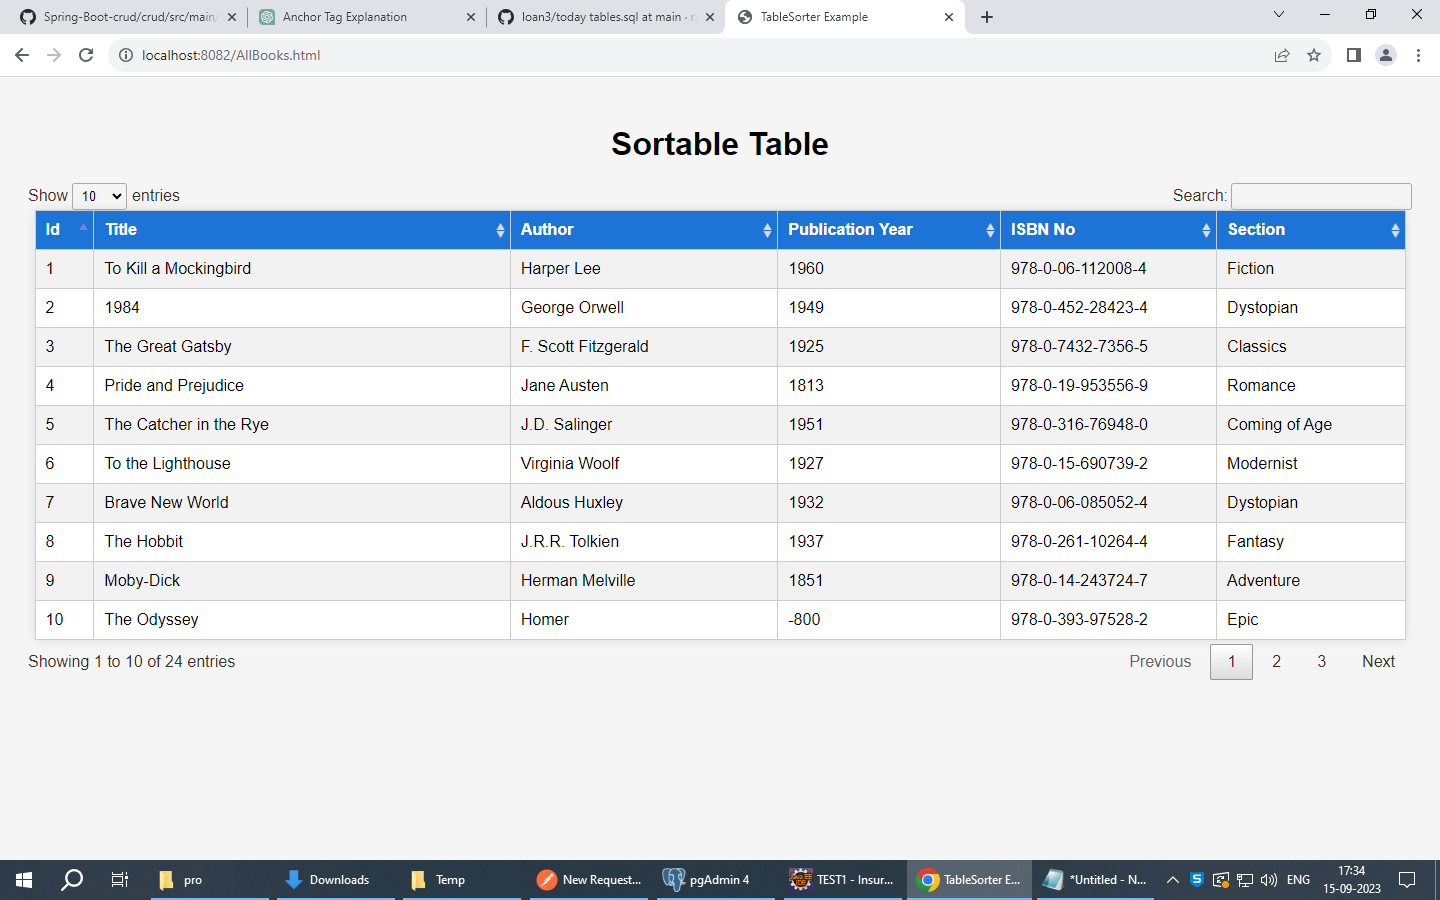 Spring-Boot-crud/crud/src/main/
Anchor Tag Explanation
loan3/today tables.sql at main · r
TableSorter Example
localhost:8082/AllBooks.html
Sortable Table
Show 10 entries
Search:
Id Title Author Publication Year ISBN No Section
1 To Kill a Mockingbird Harper Lee 1960 978-0-06-112008-4 Fiction
2 1984 George Orwell 1949 978-0-452-28423-4 Dystopian
3 The Great Gatsby F. Scott Fitzgerald 1925 978-0-7432-7356-5 Classics
4 Pride and Prejudice Jane Austen 1813 978-0-19-953556-9 Romance
5 The Catcher in the Rye J.D. Salinger 1951 978-0-316-76948-0 Coming of Age
6 To the Lighthouse Virginia Woolf 1927 978-0-15-690739-2 Modernist
7 Brave New World Aldous Huxley 1932 978-0-06-085052-4 Dystopian
8 The Hobbit J.R.R. Tolkien 1937 978-0-261-10264-4 Fantasy
9 Moby-Dick Herman Melville 1851 978-0-14-243724-7 Adventure
10 The Odyssey Homer -800 978-0-393-97528-2 Epic
Showing 1 to 10 of 24 entries
Previous 1 2 3 Next
pro
Downloads
Temp
New Request...
pgAdmin 4
TEST1 - Insur...
TableSorter E...
*Untitled - N...
ENG
17:34
15-09-2023